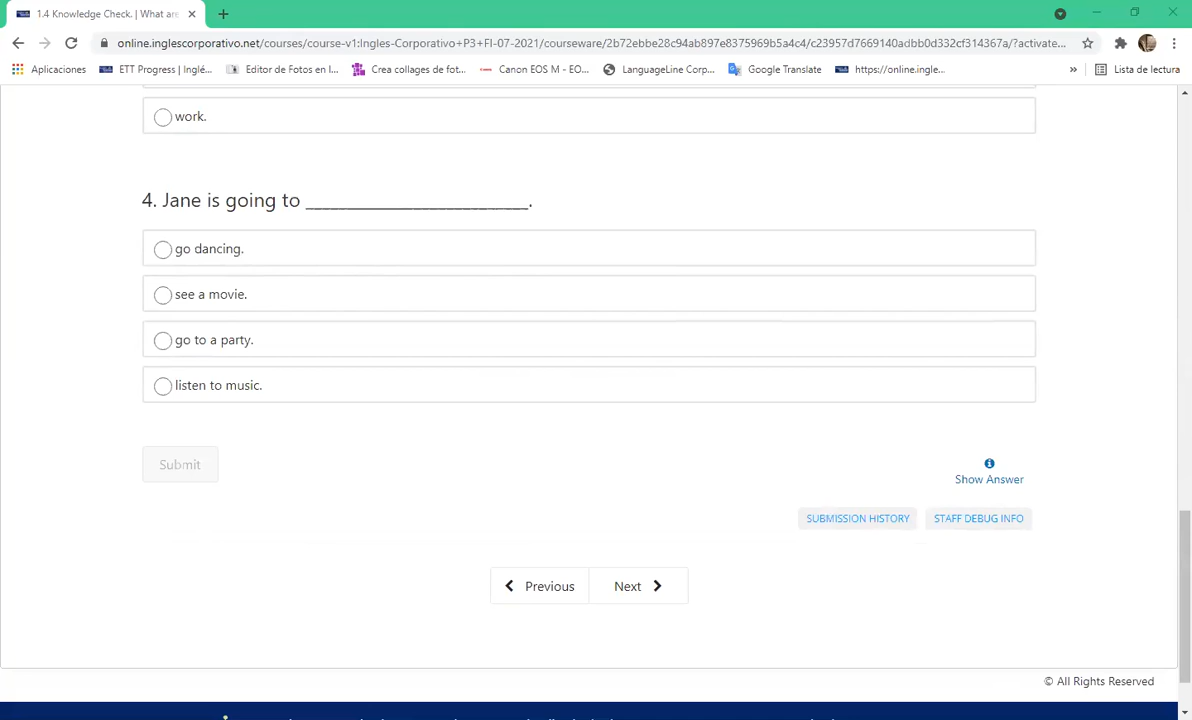 1.4 Knowledge Check. | What are
online.inglescorporativo.net/courses/course-v1:Ingles-Corporativo+P3+FI-07-2021/courseware/2b72ebbe28c94ab897e8375969b5a4c4/c23957d7669140adbb0d332cf314367a/?activate...
Aplicaciones ETT Progress | Inglé... Editor de Fotos en l... Crea collages de fot... Canon EOS M - EO... LanguageLine Corp... Google Translate https://online.ingle... » Lista de lectura
work.
4. Jane is going to __________________________.
go dancing.
see a movie.
go to a party.
listen to music.
Submit
Show Answer
SUBMISSION HISTORY STAFF DEBUG INFO
Previous Next
© All Rights Reserved